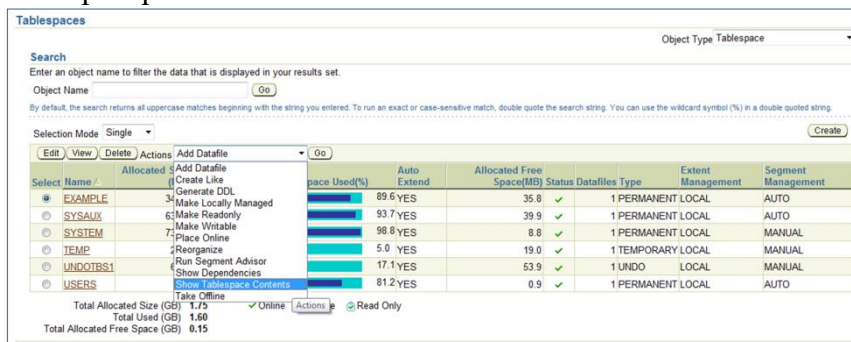 Tablespaces
Object Type Tablespace
Search
Enter an object name to filter the data that is displayed in your results set.
Object Name Go
By default, the search returns all uppercase matches beginning with the string you entered. To run an exact or case-sensitive match, double quote the search string. You can use the wildcard symbol (%) in a double quoted string.
Selection Mode Single
Create
Edit View Delete Actions Add Datafile Go
Add Datafile
Create Like
Generate DDL
Make Locally Managed
Make Readonly
Make Writable
Place Online
Reorganize
Run Segment Advisor
Show Dependencies
Show Tablespace Contents
Take Offline
Actions
Select Name Allocated Used(%) Auto Extend Allocated Free Space(MB) Status Datafiles Type Extent Management Segment Management
EXAMPLE 89.6 YES 35.8 1 PERMANENT LOCAL AUTO
SYSAUX 93.7 YES 39.9 1 PERMANENT LOCAL AUTO
SYSTEM 98.8 YES 8.8 1 PERMANENT LOCAL MANUAL
TEMP 5.0 YES 19.0 1 TEMPORARY LOCAL MANUAL
UNDOTBS1 17.1 YES 53.9 1 UNDO LOCAL MANUAL
USERS 81.2 YES 0.9 1 PERMANENT LOCAL AUTO
Total Allocated Size (GB) 1.75 Online Read Only
Total Used (GB) 1.60
Total Allocated Free Space (GB) 0.15